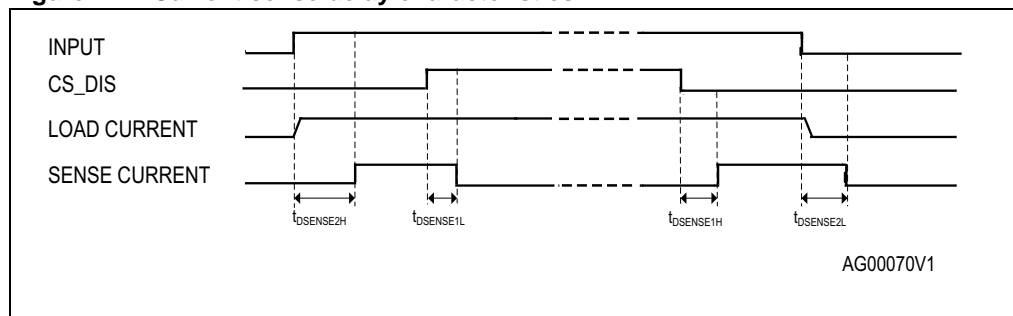 INPUT
CS_DIS
LOAD CURRENT
SENSE CURRENT
tDSENSE2H
tDSENSE1L
tDSENSE1H
tDSENSE2L
AG00070V1